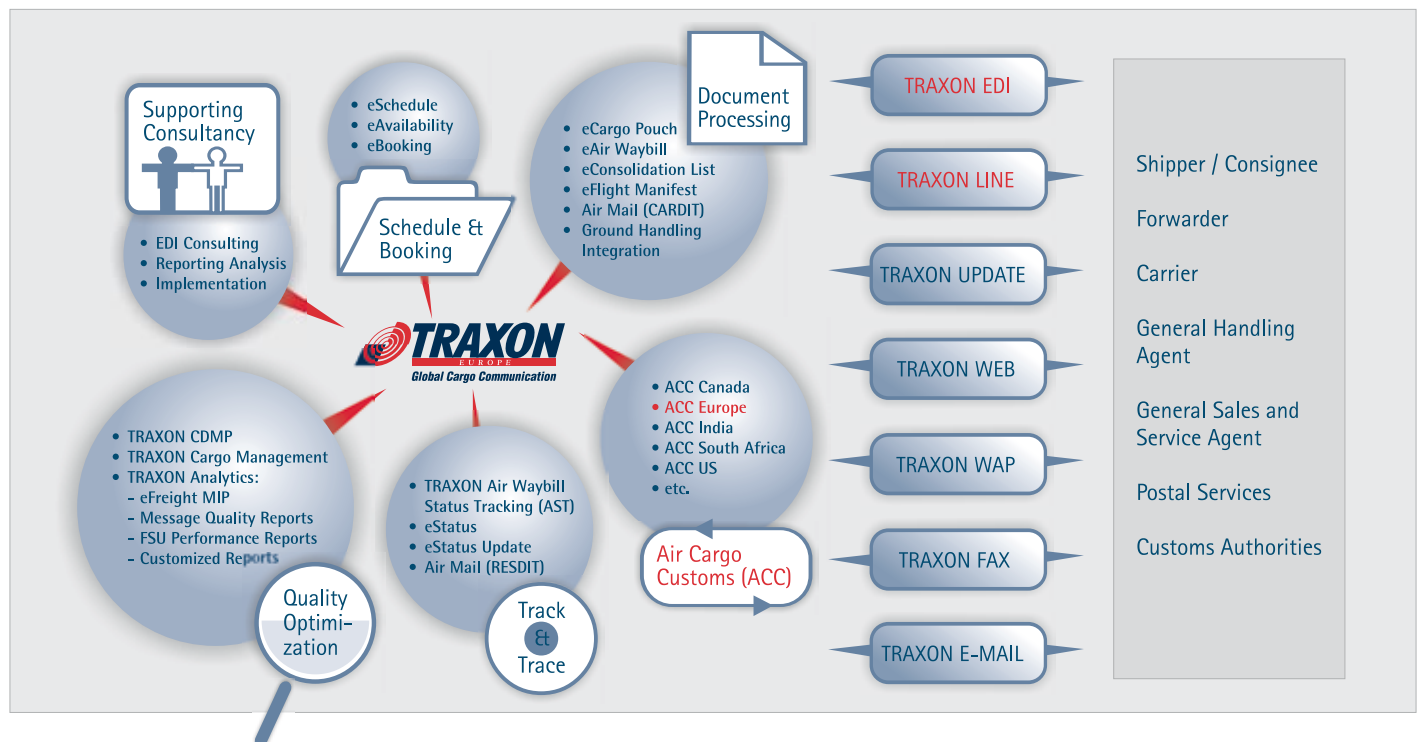 Supporting
Consultancy
• EDI Consulting
• Reporting Analysis
• Implementation
• eSchedule
• eAvailability
• eBooking
Schedule &
Booking
Document
Processing
• eCargo Pouch
• eAir Waybill
• eConsolidation List
• eFlight Manifest
• Air Mail (CARDIT)
• Ground Handling
Integration
TRAXON
EUROPE
Global Cargo Communication
• TRAXON CDMP
• TRAXON Cargo Management
• TRAXON Analytics:
- eFreight MIP
- Message Quality Reports
- FSU Performance Reports
- Customized Reports
Quality
Optimi-
zation
• TRAXON Air Waybill
Status Tracking (AST)
• eStatus
• eStatus Update
• Air Mail (RESDIT)
Track
&
Trace
• ACC Canada
• ACC Europe
• ACC India
• ACC South Africa
• ACC US
• etc.
Air Cargo
Customs (ACC)
TRAXON EDI
TRAXON LINE
TRAXON UPDATE
TRAXON WEB
TRAXON WAP
TRAXON FAX
TRAXON E-MAIL
Shipper / Consignee
Forwarder
Carrier
General Handling
Agent
General Sales and
Service Agent
Postal Services
Customs Authorities